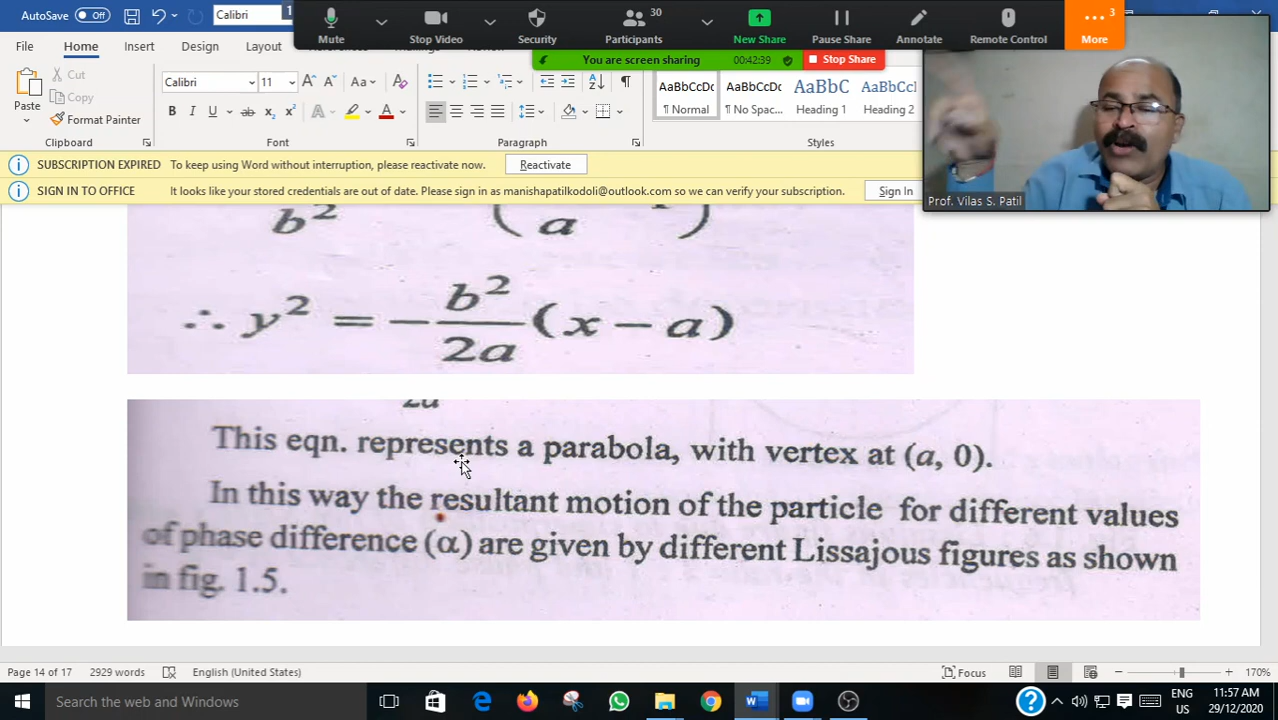 AutoSave Off Calibri
Mute Stop Video Security Participants 30 New Share Pause Share Annotate Remote Control More 3
You are screen sharing 00:42:39 Stop Share
File Home Insert Design Layout
Cut
Copy
Paste Format Painter
Calibri 11
AaBbCcDc AaBbCcDc AaBbC AaBbCcl
¶ Normal ¶ No Spac... Heading 1 Heading 2
Clipboard Font Paragraph Styles
SUBSCRIPTION EXPIRED To keep using Word without interruption, please reactivate now. Reactivate
SIGN IN TO OFFICE It looks like your stored credentials are out of date. Please sign in as manishapatilkodoli@outlook.com so we can verify your subscription. Sign In
Prof. Vilas S. Patil
b² ( a )
∴ y² = − b²/2a (x − a)
2a
This eqn. represents a parabola, with vertex at (a, 0).
In this way the resultant motion of the particle for different values
of phase difference (α) are given by different Lissajous figures as shown
in fig. 1.5.
Page 14 of 17 2929 words English (United States) Focus 170%
Search the web and Windows
ENG
US
11:57 AM
29/12/2020